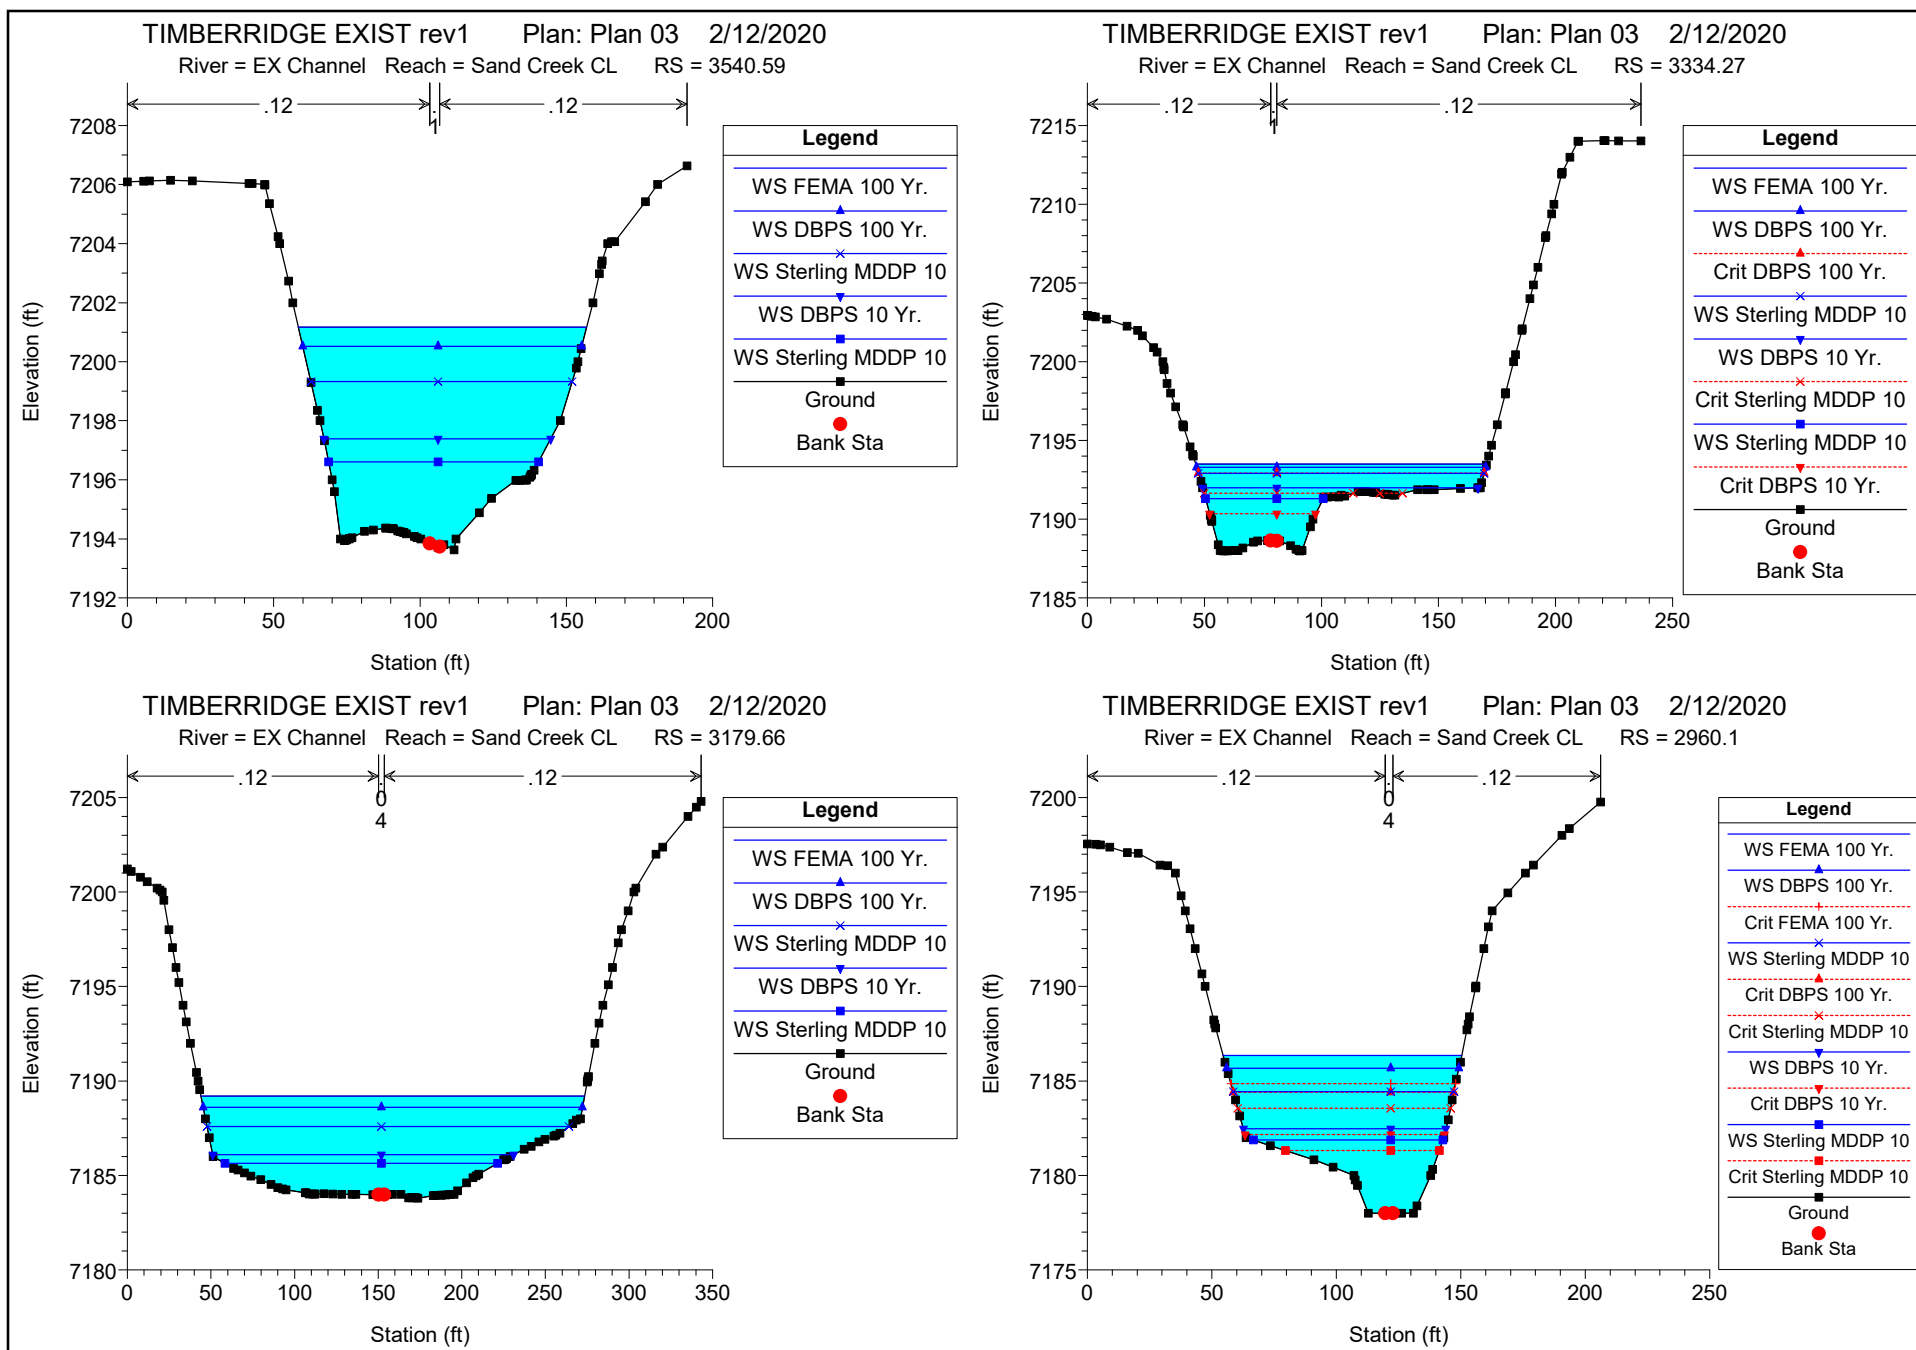 TIMBERRIDGE EXIST rev1 Plan: Plan 03 2/12/2020
River = EX Channel Reach = Sand Creek CL RS = 3540.59
.12 . .12
1
7208
7206
7204
7202
7200
7198
7196
7194
7192
Elevation (ft)
0 50 100 150 200
Station (ft)
Legend
WS FEMA 100 Yr.
WS DBPS 100 Yr.
WS Sterling MDDP 10
WS DBPS 10 Yr.
WS Sterling MDDP 10
Ground
Bank Sta
TIMBERRIDGE EXIST rev1 Plan: Plan 03 2/12/2020
River = EX Channel Reach = Sand Creek CL RS = 3334.27
.12 . .12
1
7215
7210
7205
7200
7195
7190
7185
Elevation (ft)
0 50 100 150 200 250
Station (ft)
Legend
WS FEMA 100 Yr.
WS DBPS 100 Yr.
Crit DBPS 100 Yr.
WS Sterling MDDP 10
WS DBPS 10 Yr.
Crit Sterling MDDP 10
WS Sterling MDDP 10
Crit DBPS 10 Yr.
Ground
Bank Sta
TIMBERRIDGE EXIST rev1 Plan: Plan 03 2/12/2020
River = EX Channel Reach = Sand Creek CL RS = 3179.66
.12 . .12
0
4
7205
7200
7195
7190
7185
7180
Elevation (ft)
0 50 100 150 200 250 300 350
Station (ft)
Legend
WS FEMA 100 Yr.
WS DBPS 100 Yr.
WS Sterling MDDP 10
WS DBPS 10 Yr.
WS Sterling MDDP 10
Ground
Bank Sta
TIMBERRIDGE EXIST rev1 Plan: Plan 03 2/12/2020
River = EX Channel Reach = Sand Creek CL RS = 2960.1
.12 . .12
0
4
7200
7195
7190
7185
7180
7175
Elevation (ft)
0 50 100 150 200 250
Station (ft)
Legend
WS FEMA 100 Yr.
WS DBPS 100 Yr.
Crit FEMA 100 Yr.
WS Sterling MDDP 10
Crit DBPS 100 Yr.
Crit Sterling MDDP 10
WS DBPS 10 Yr.
Crit DBPS 10 Yr.
WS Sterling MDDP 10
Crit Sterling MDDP 10
Ground
Bank Sta